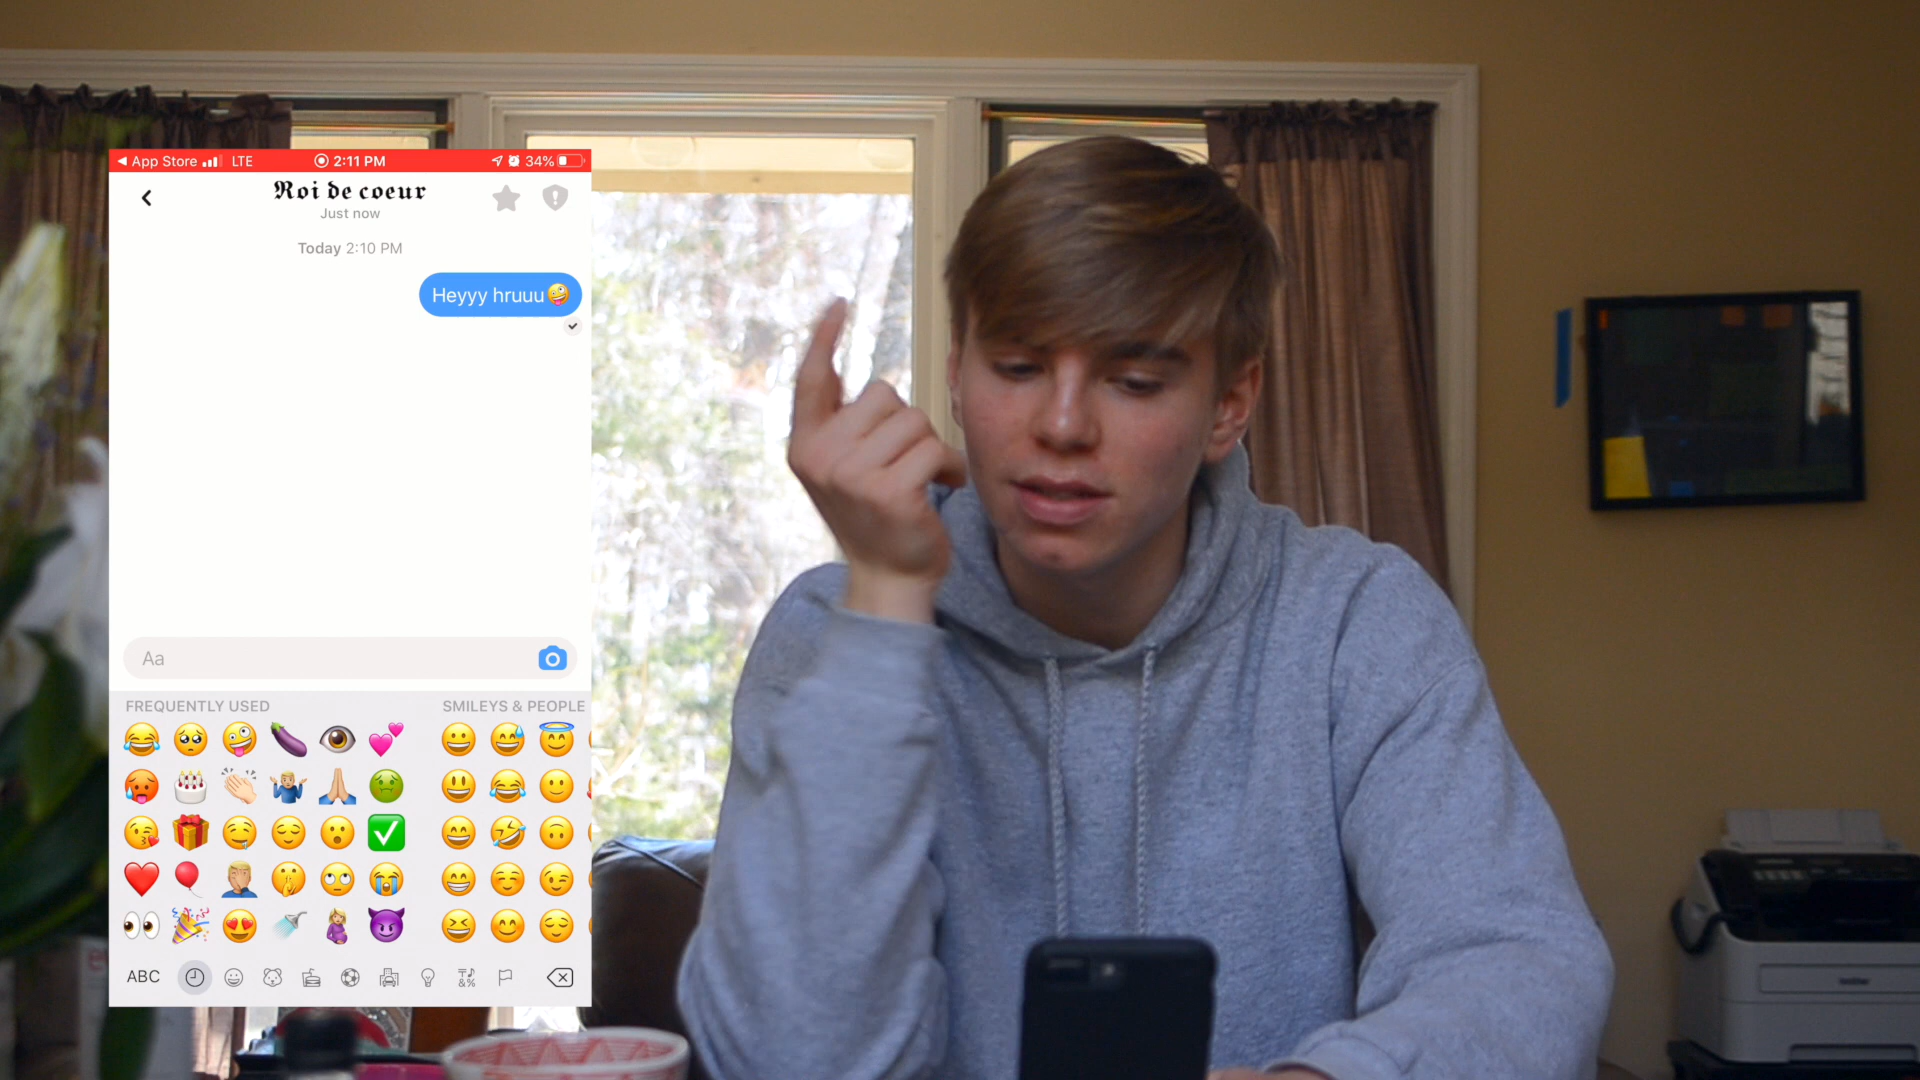 App Store LTE 2:11 PM 34%
Roi de coeur
Just now
Today 2:10 PM
Heyyy hruuu
Aa
FREQUENTLY USED SMILEYS & PEOPLE
ABC